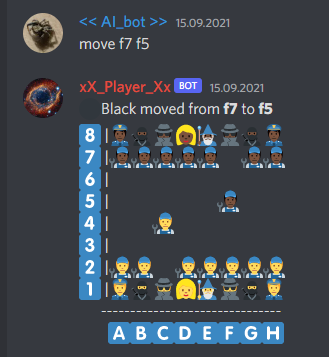 << AI_bot >> 15.09.2021
move f7 f5
xX_Player_Xx BOT 15.09.2021
Black moved from f7 to f5
8 |
7 |
6 |
5 |
4 |
3 |
2 |
1 |
-------------------------------
A B C D E F G H